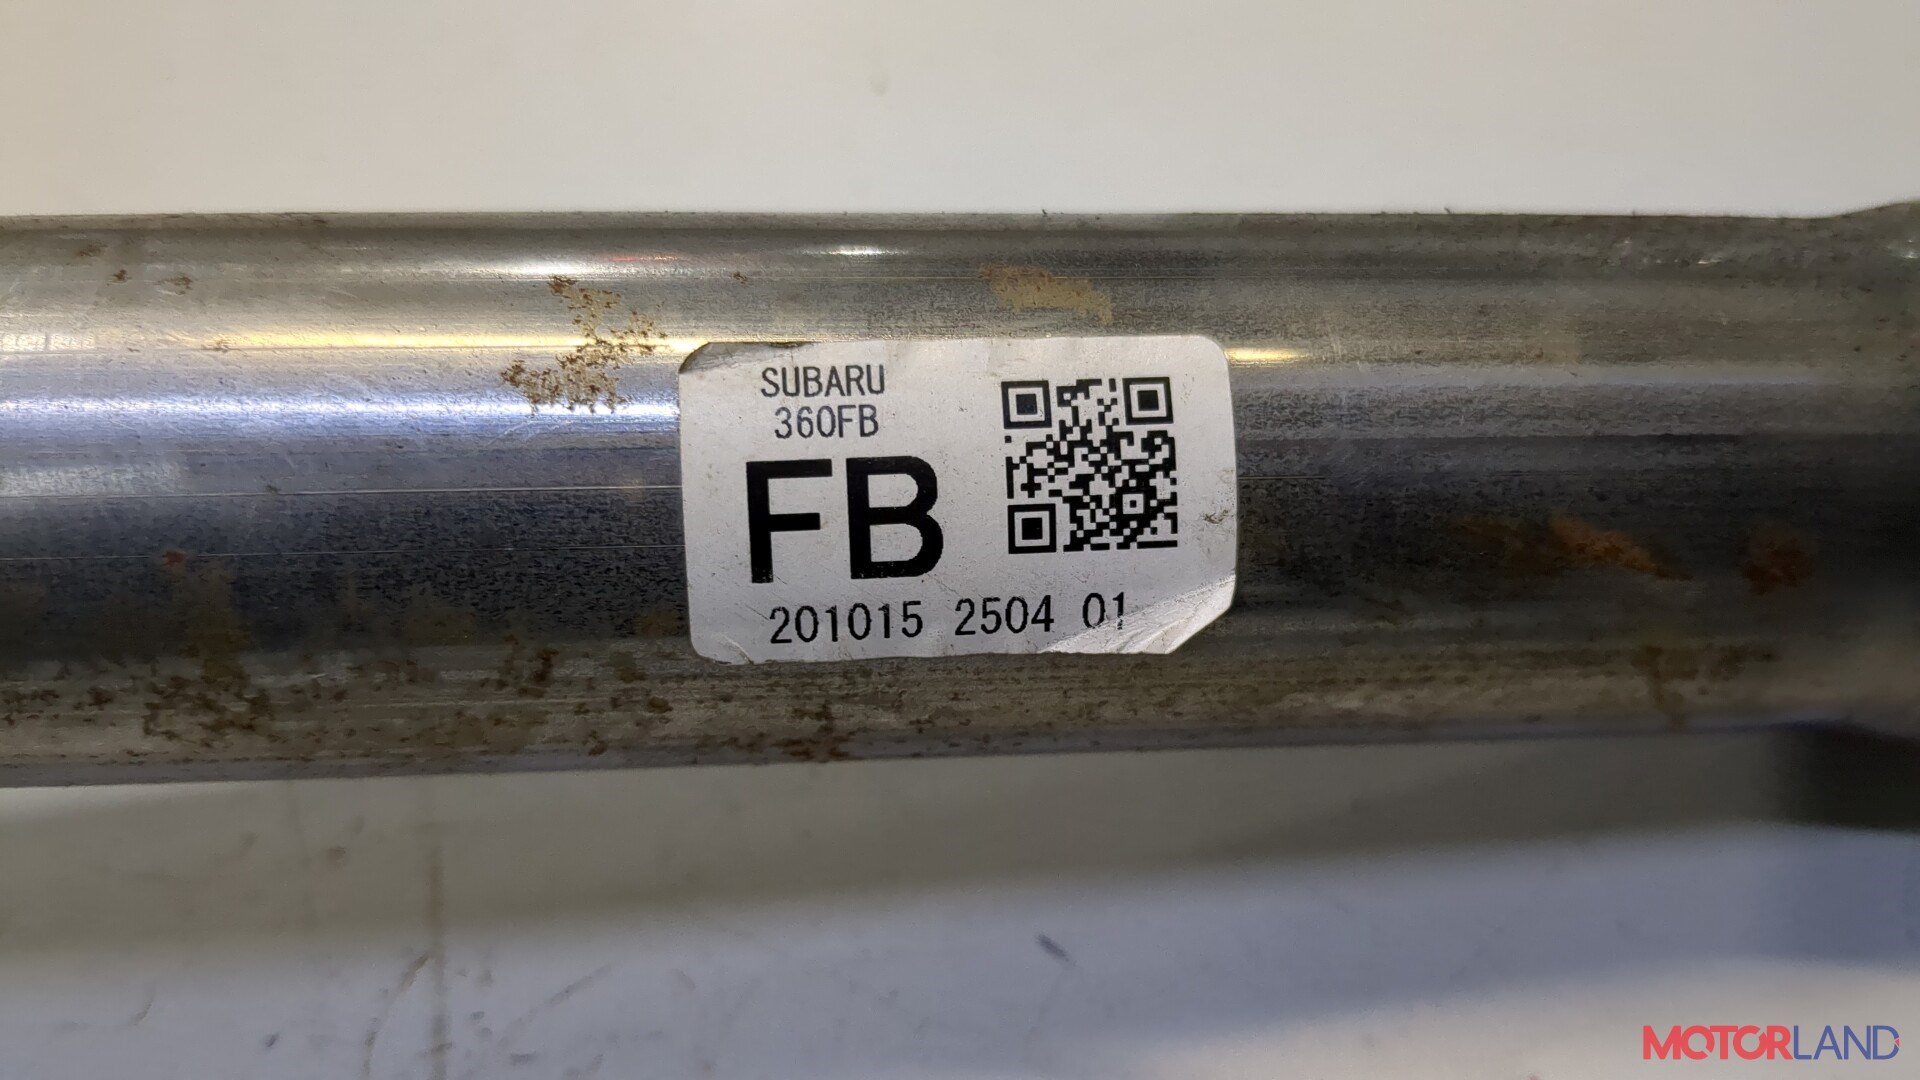 SUBARU
360FB
FB
201015 2504 01
MOTORLAND